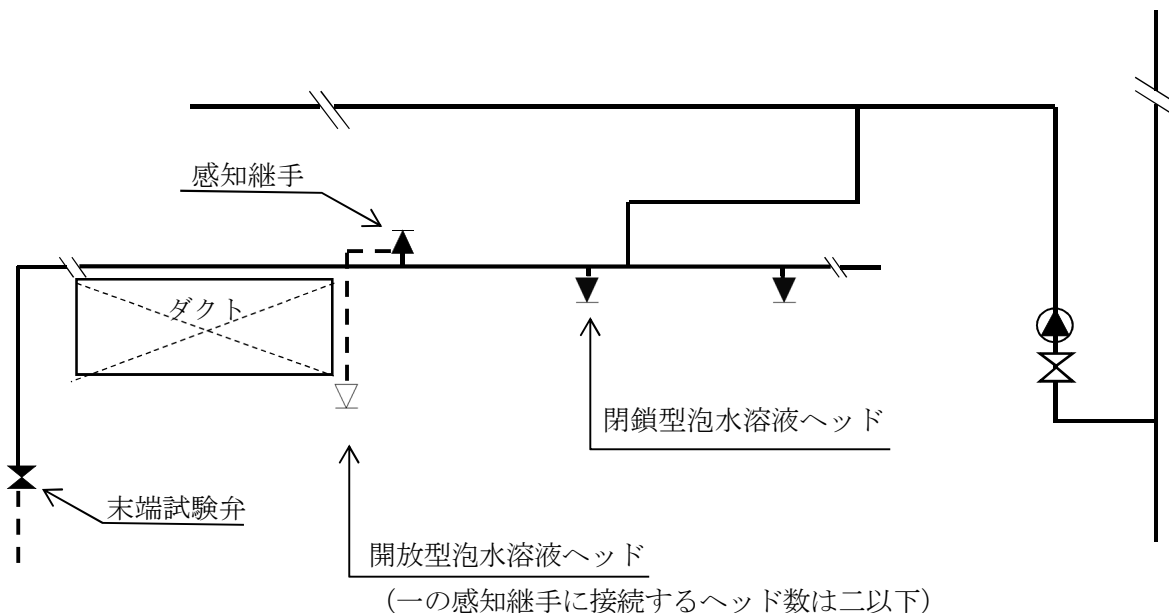 感知継手
ダクト
閉鎖型泡水溶液ヘッド
末端試験弁
開放型泡水溶液ヘッド
（一の感知継手に接続するヘッド数は二以下）